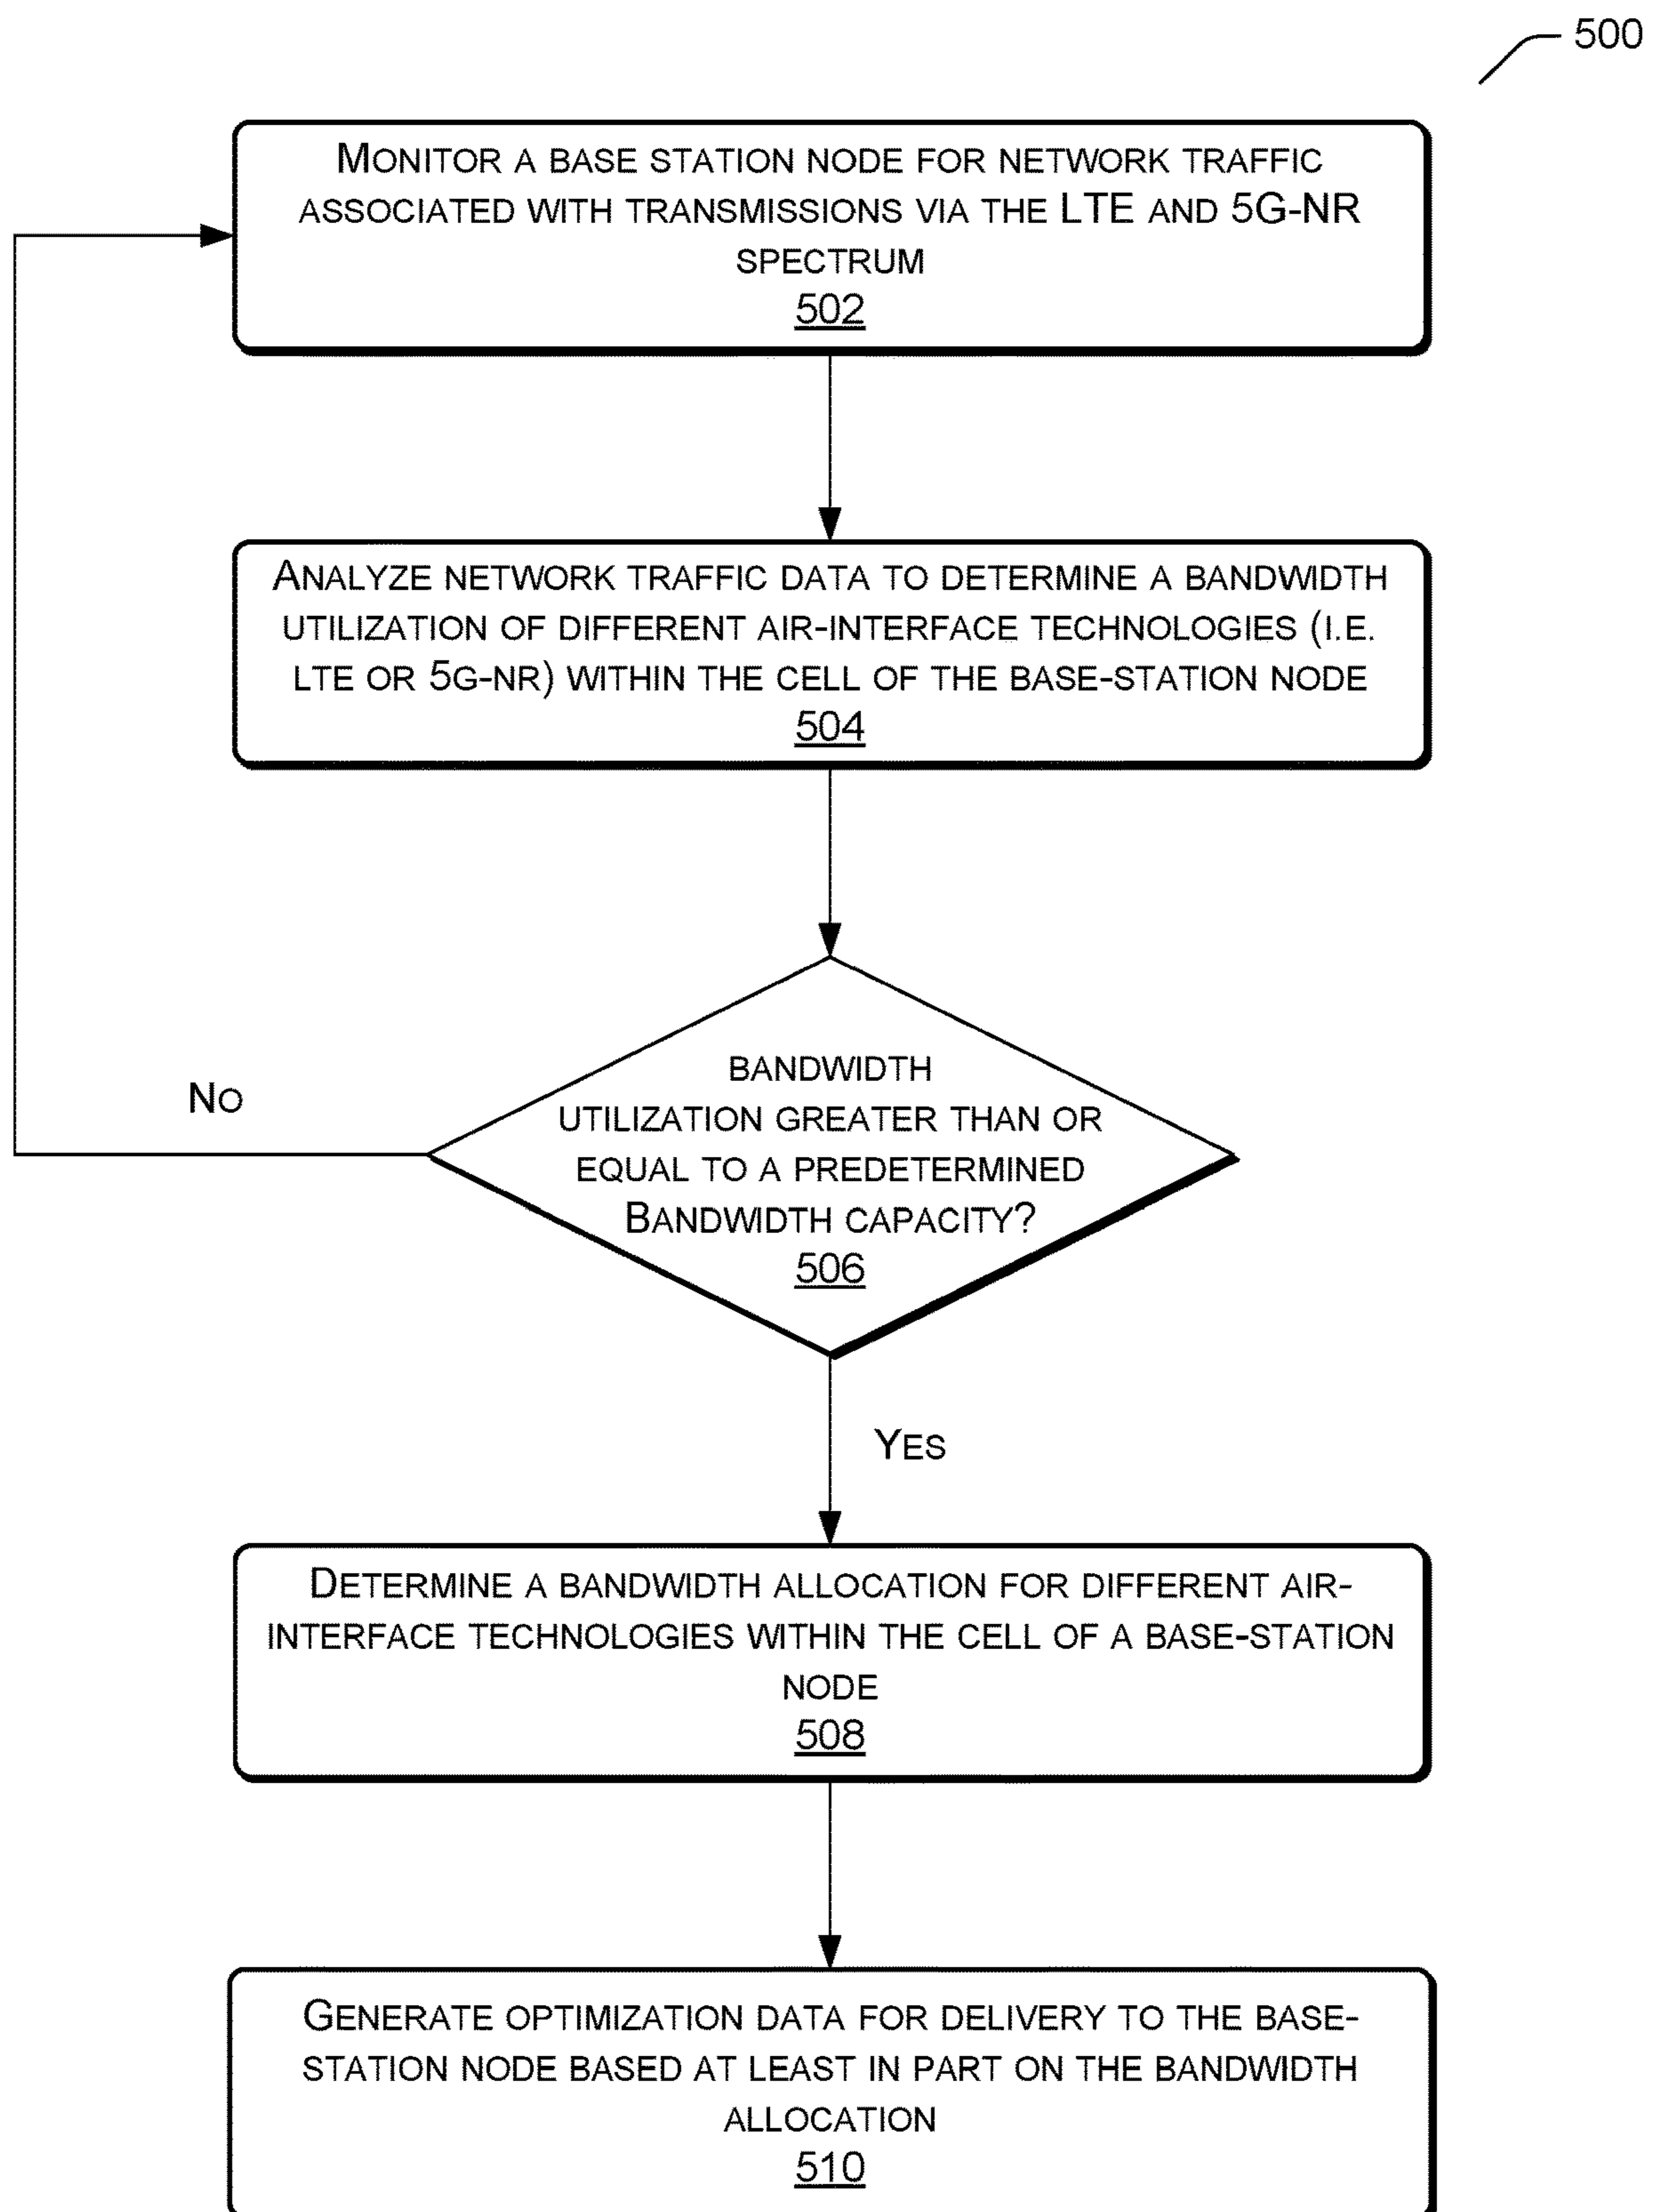 500
MONITOR A BASE STATION NODE FOR NETWORK TRAFFIC
ASSOCIATED WITH TRANSMISSIONS VIA THE LTE AND 5G-NR
SPECTRUM
502
ANALYZE NETWORK TRAFFIC DATA TO DETERMINE A BANDWIDTH
UTILIZATION OF DIFFERENT AIR-INTERFACE TECHNOLOGIES (I.E.
LTE OR 5G-NR) WITHIN THE CELL OF THE BASE-STATION NODE
504
BANDWIDTH
UTILIZATION GREATER THAN OR
EQUAL TO A PREDETERMINED
BANDWIDTH CAPACITY?
506
NO
YES
DETERMINE A BANDWIDTH ALLOCATION FOR DIFFERENT AIR-
INTERFACE TECHNOLOGIES WITHIN THE CELL OF A BASE-STATION
NODE
508
GENERATE OPTIMIZATION DATA FOR DELIVERY TO THE BASE-
STATION NODE BASED AT LEAST IN PART ON THE BANDWIDTH
ALLOCATION
510